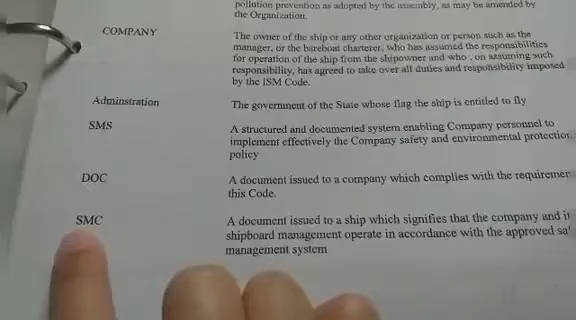 pollution prevention as adopted by the assembly, as may be amended by
the Organization.
COMPANY
The owner of the ship or any other organization or person such as the
manager, or the bareboat charterer, who has assumed the responsibilities
for operation of the ship from the shipowner and who , on assuming such
responsibility, has agreed to take over all duties and responsibility imposed
by the ISM Code.
Adminstration
The government of the State whose flag the ship is entitled to fly
SMS
A structured and documented system enabling Company personnel to
implement effectively the Company safety and environmental protection
policy
DOC
A document issued to a company which complies with the
this Code.
SMC
A document issued to a ship which signifies that the company and
shipboard management operate in accordance with the approved
management system